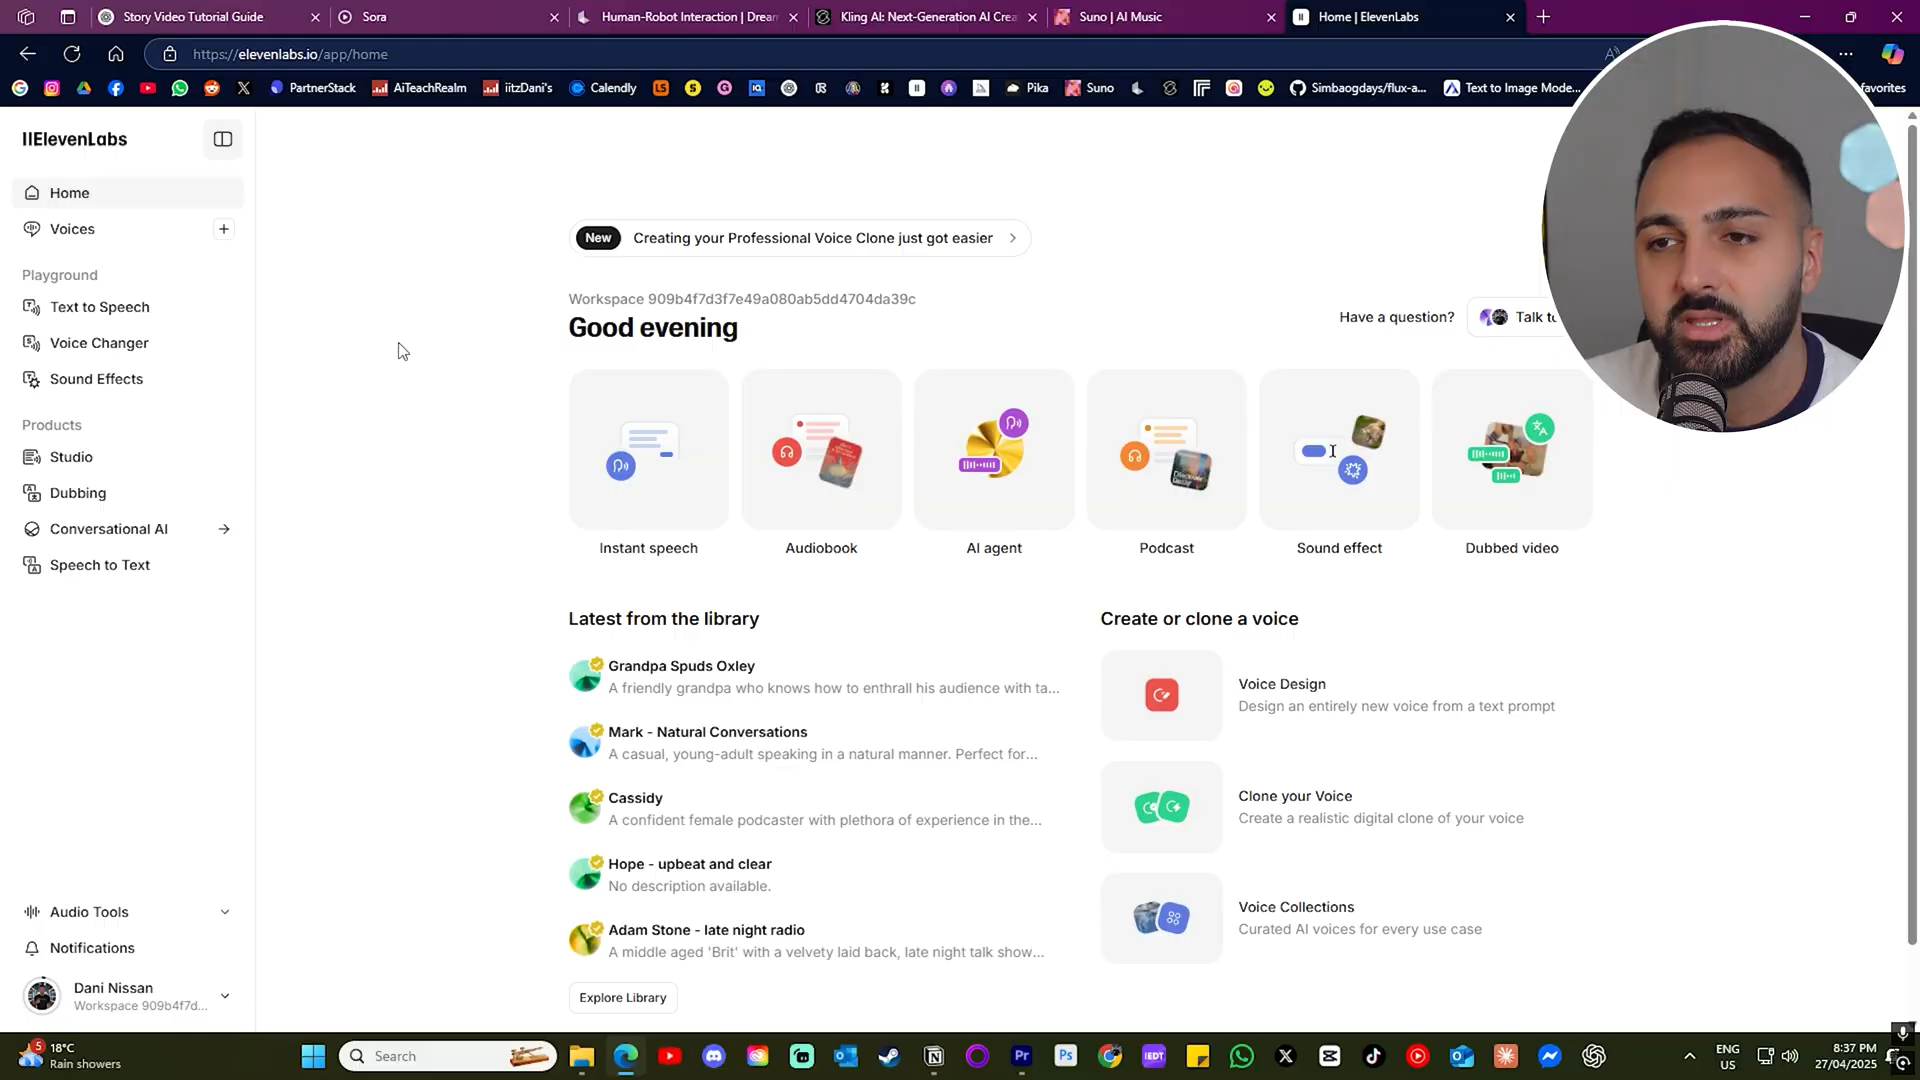 Story Video Tutorial Guide
Sora
Human-Robot Interaction | Drea
Kling AI: Next-Generation AI Crea
Suno | AI Music
Home | ElevenLabs
https://elevenlabs.io/app/home
PartnerStack
AiTeachRealm
iitzDani's
Calendly
Pika
Suno
Simbaogdays/flux-a...
Text to Image Mode...
favorites
IIElevenLabs
Home
Voices
Playground
Text to Speech
Voice Changer
Sound Effects
Products
Studio
Dubbing
Conversational AI
Speech to Text
Audio Tools
Notifications
Dani Nissan
Workspace 909b4f7d...
New Creating your Professional Voice Clone just got easier
Workspace 909b4f7d3f7e49a080ab5dd4704da39c
Good evening
Have a question?
Talk to
Instant speech
Audiobook
AI agent
Podcast
Sound effect
Dubbed video
Latest from the library
Grandpa Spuds Oxley
A friendly grandpa who knows how to enthrall his audience with ta...
Mark - Natural Conversations
A casual, young-adult speaking in a natural manner. Perfect for...
Cassidy
A confident female podcaster with plethora of experience in the...
Hope - upbeat and clear
No description available.
Adam Stone - late night radio
A middle aged 'Brit' with a velvety laid back, late night talk show...
Explore Library
Create or clone a voice
Voice Design
Design an entirely new voice from a text prompt
Clone your Voice
Create a realistic digital clone of your voice
Voice Collections
Curated AI voices for every use case
5
18°C
Rain showers
Search
ENG
US
8:37 PM
27/04/2025